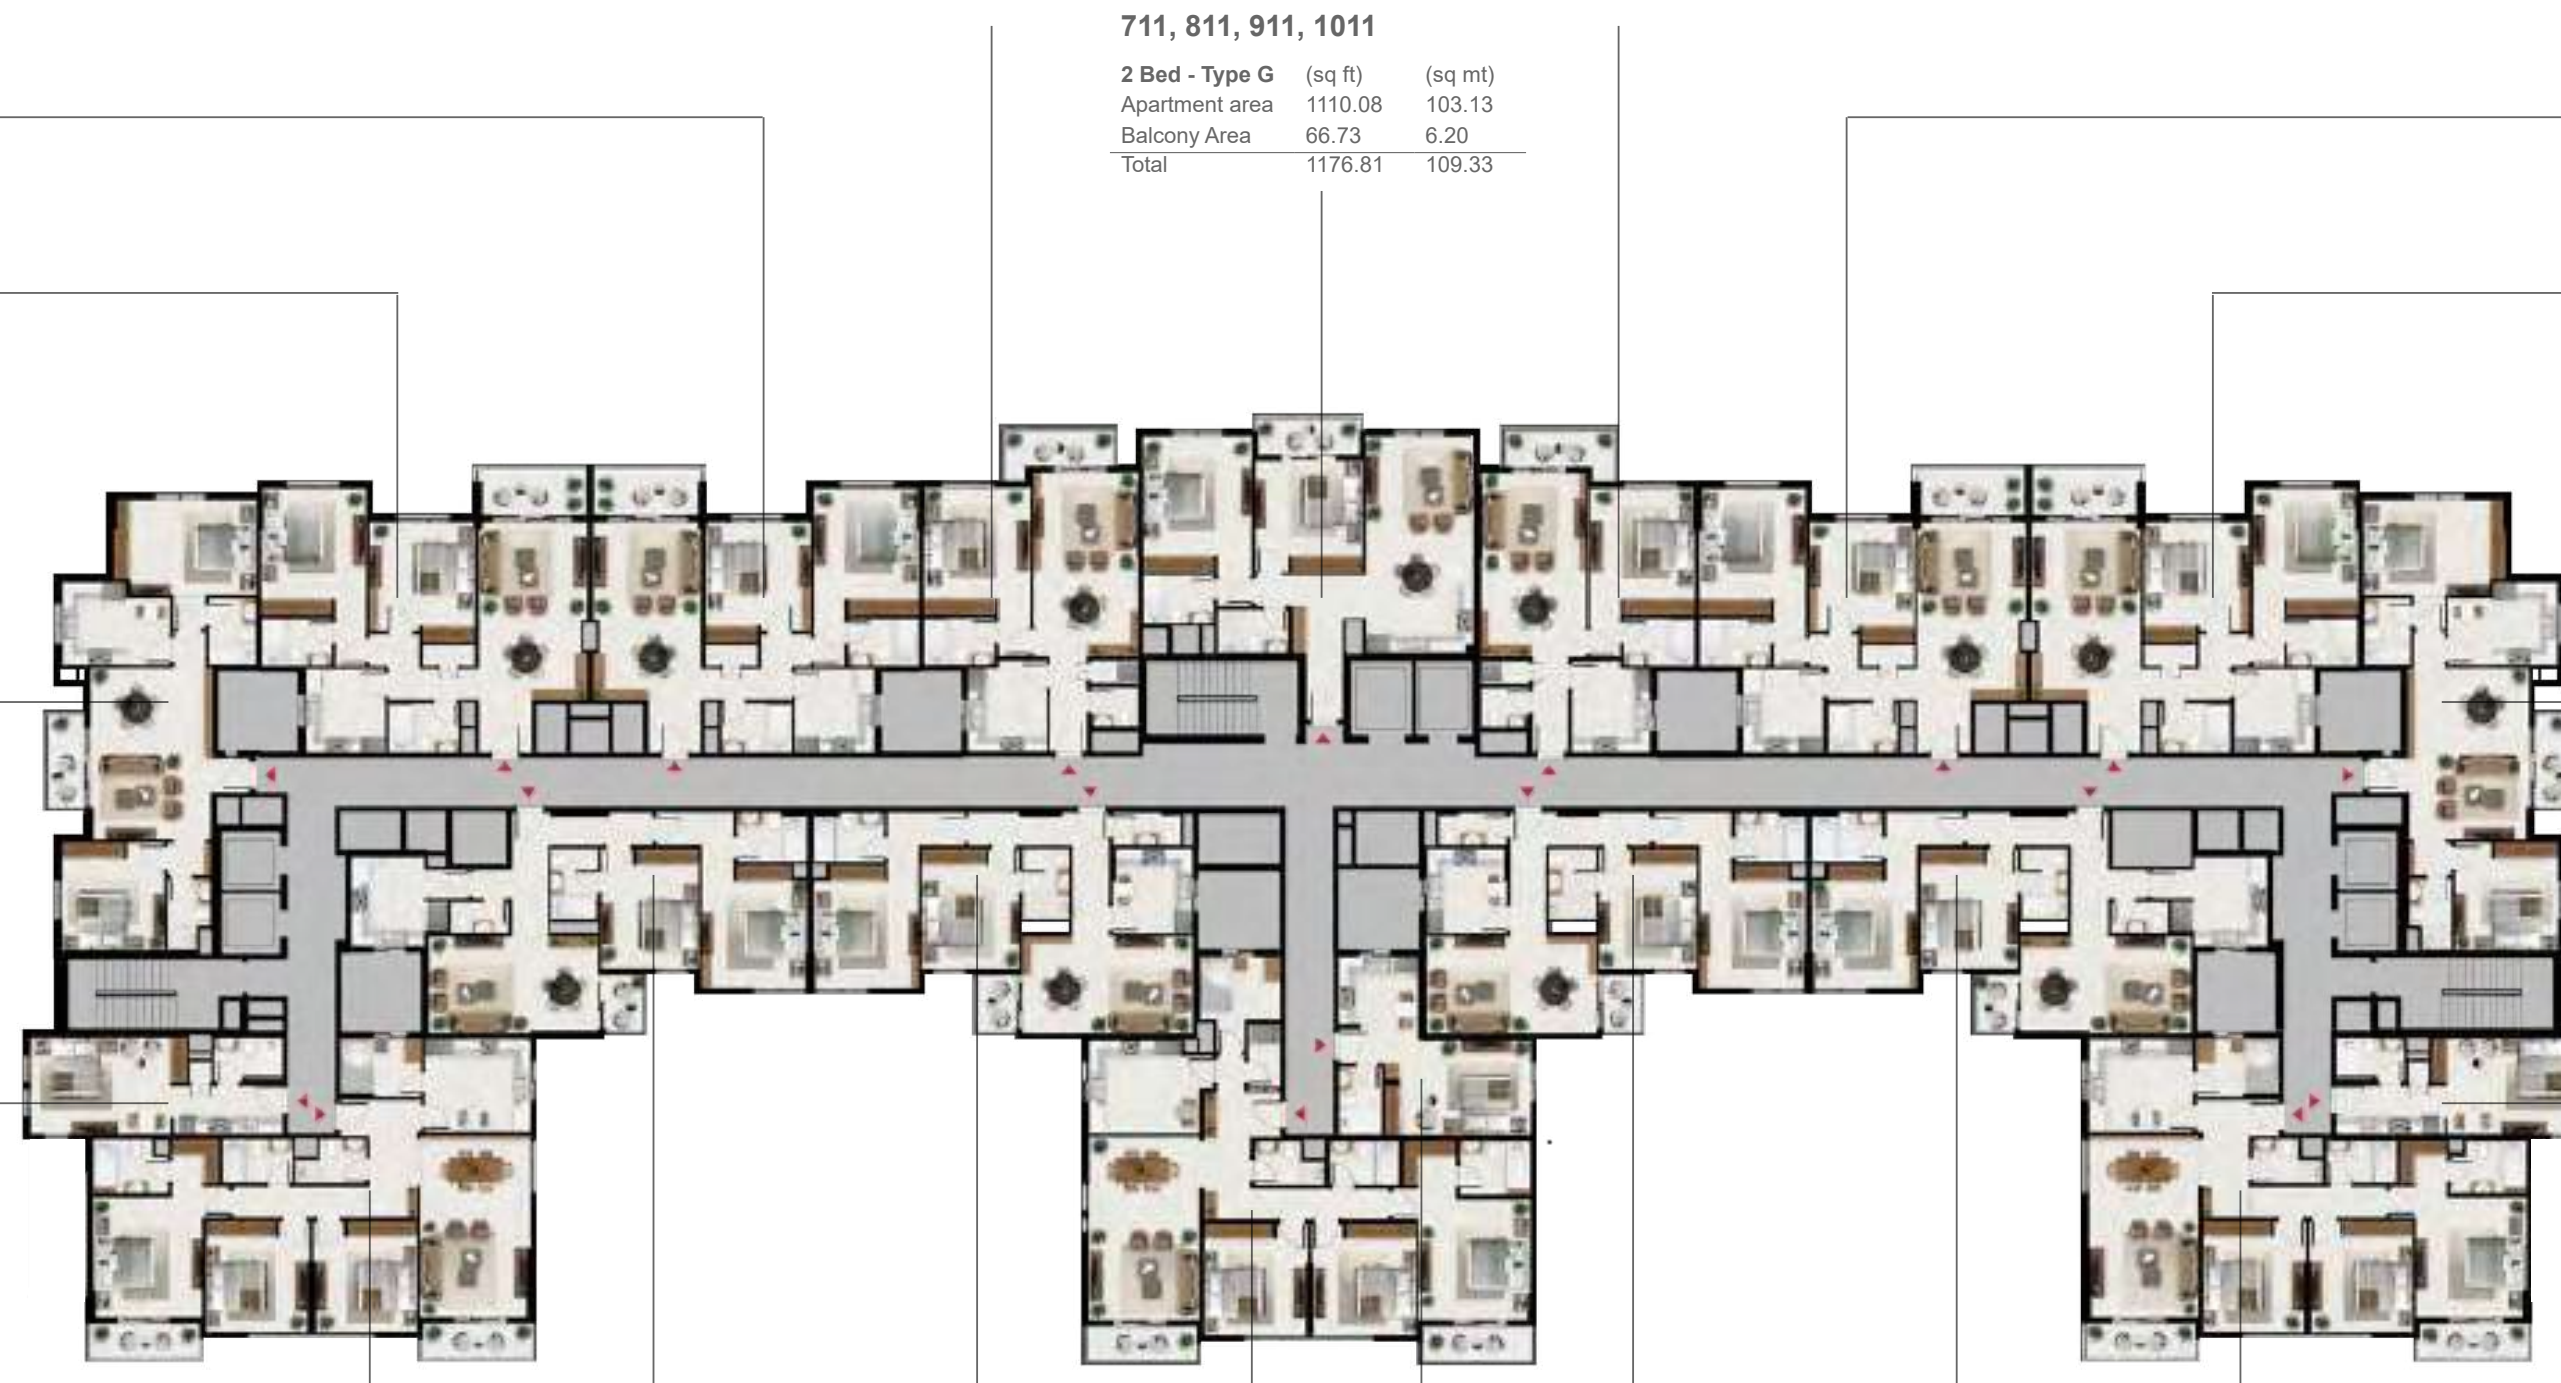 711, 811, 911, 1011
2 Bed - Type G (sq ft) (sq mt)
Apartment area 1110.08 103.13
Balcony Area 66.73 6.20
Total 1176.81 109.33